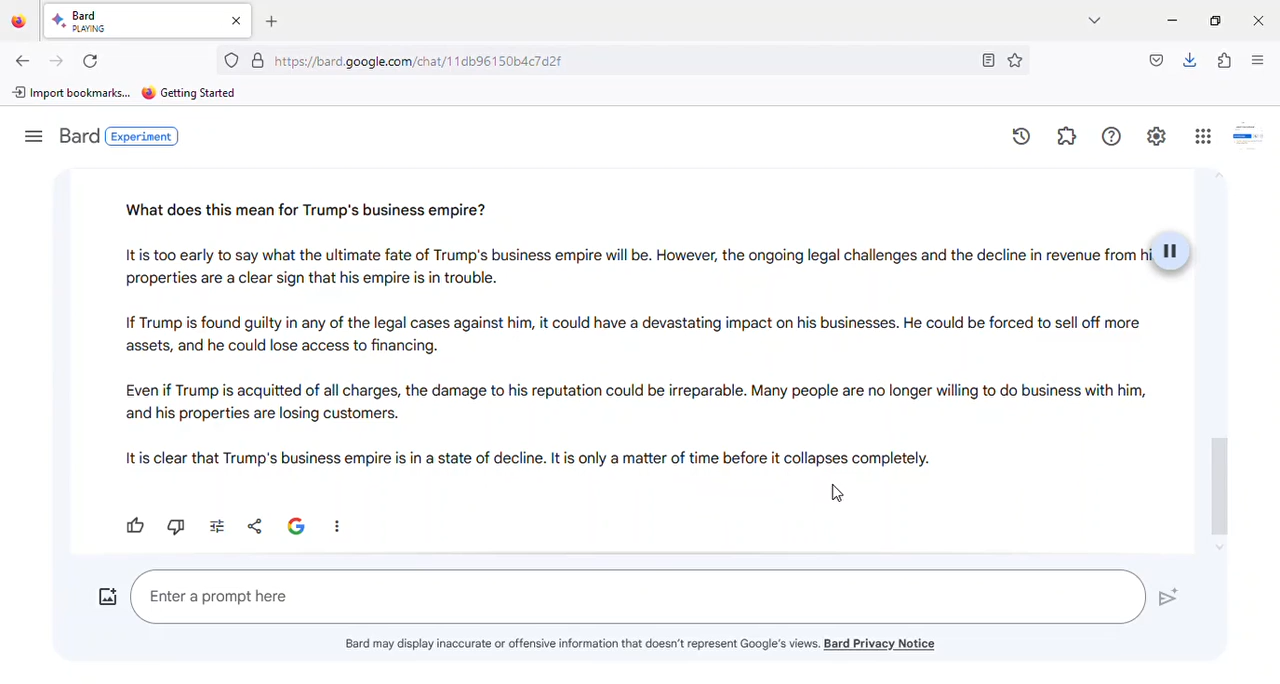 Bard
PLAYING
https://bard.google.com/chat/11db96150b4c7d2f
Import bookmarks...
Getting Started
Bard
Experiment
What does this mean for Trump's business empire?
It is too early to say what the ultimate fate of Trump's business empire will be. However, the ongoing legal challenges and the decline in revenue from hi
properties are a clear sign that his empire is in trouble.
If Trump is found guilty in any of the legal cases against him, it could have a devastating impact on his businesses. He could be forced to sell off more
assets, and he could lose access to financing.
Even if Trump is acquitted of all charges, the damage to his reputation could be irreparable. Many people are no longer willing to do business with him,
and his properties are losing customers.
It is clear that Trump's business empire is in a state of decline. It is only a matter of time before it collapses completely.
Enter a prompt here
Bard may display inaccurate or offensive information that doesn't represent Google's views. Bard Privacy Notice